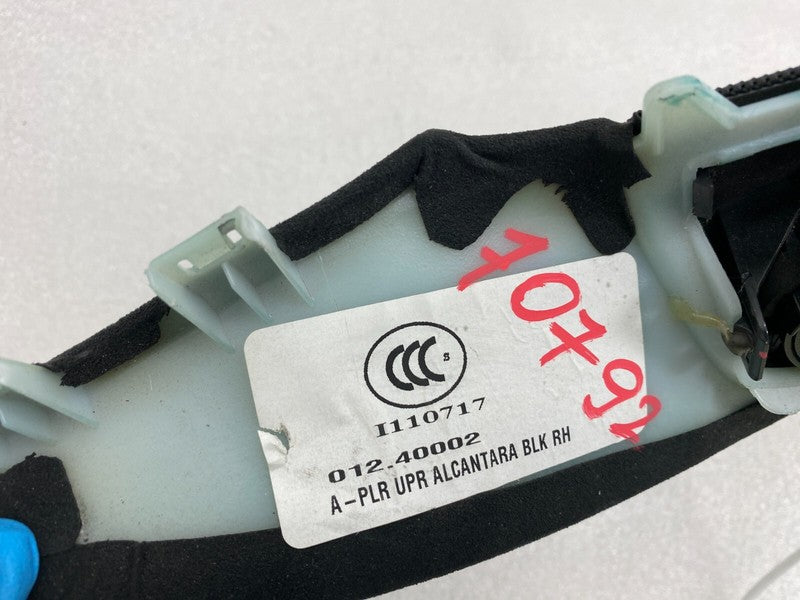 CCC S
I110717
012.40002
A-PLR UPR ALCANTARA BLK RH
10792